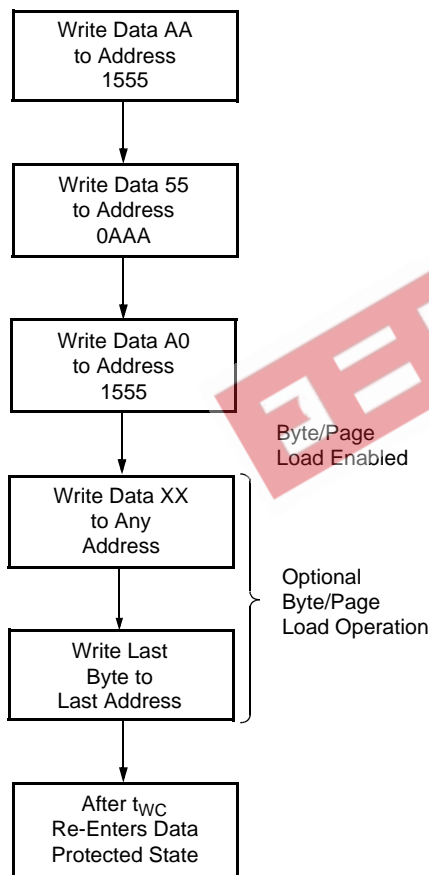 Write Data AA
to Address
1555
Write Data 55
to Address
0AAA
Write Data A0
to Address
1555
Byte/Page
Load Enabled
Write Data XX
to Any
Address
Optional
Byte/Page
Load Operation
Write Last
Byte to
Last Address
After tWC
Re-Enters Data
Protected State